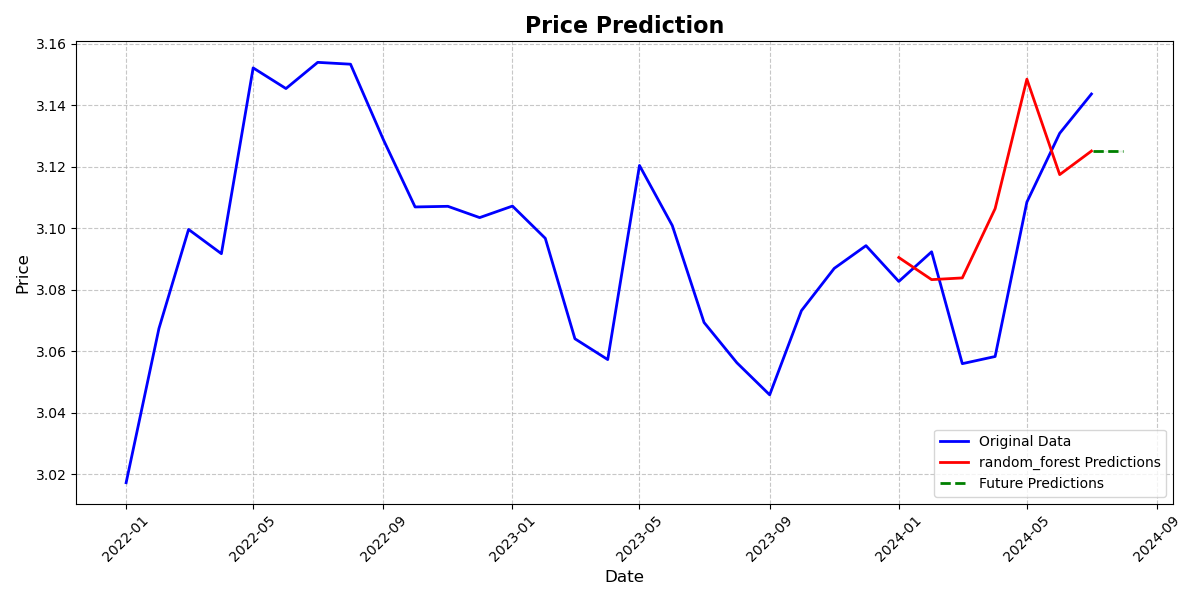 Price Prediction
3.16
3.14
3.12
3.10
3.08
3.06
3.04
3.02
Price
2022-01
2022-05
2022-09
2023-01
2023-05
2023-09
2024-01
2024-05
2024-09
Date
Original Data
random_forest Predictions
Future Predictions